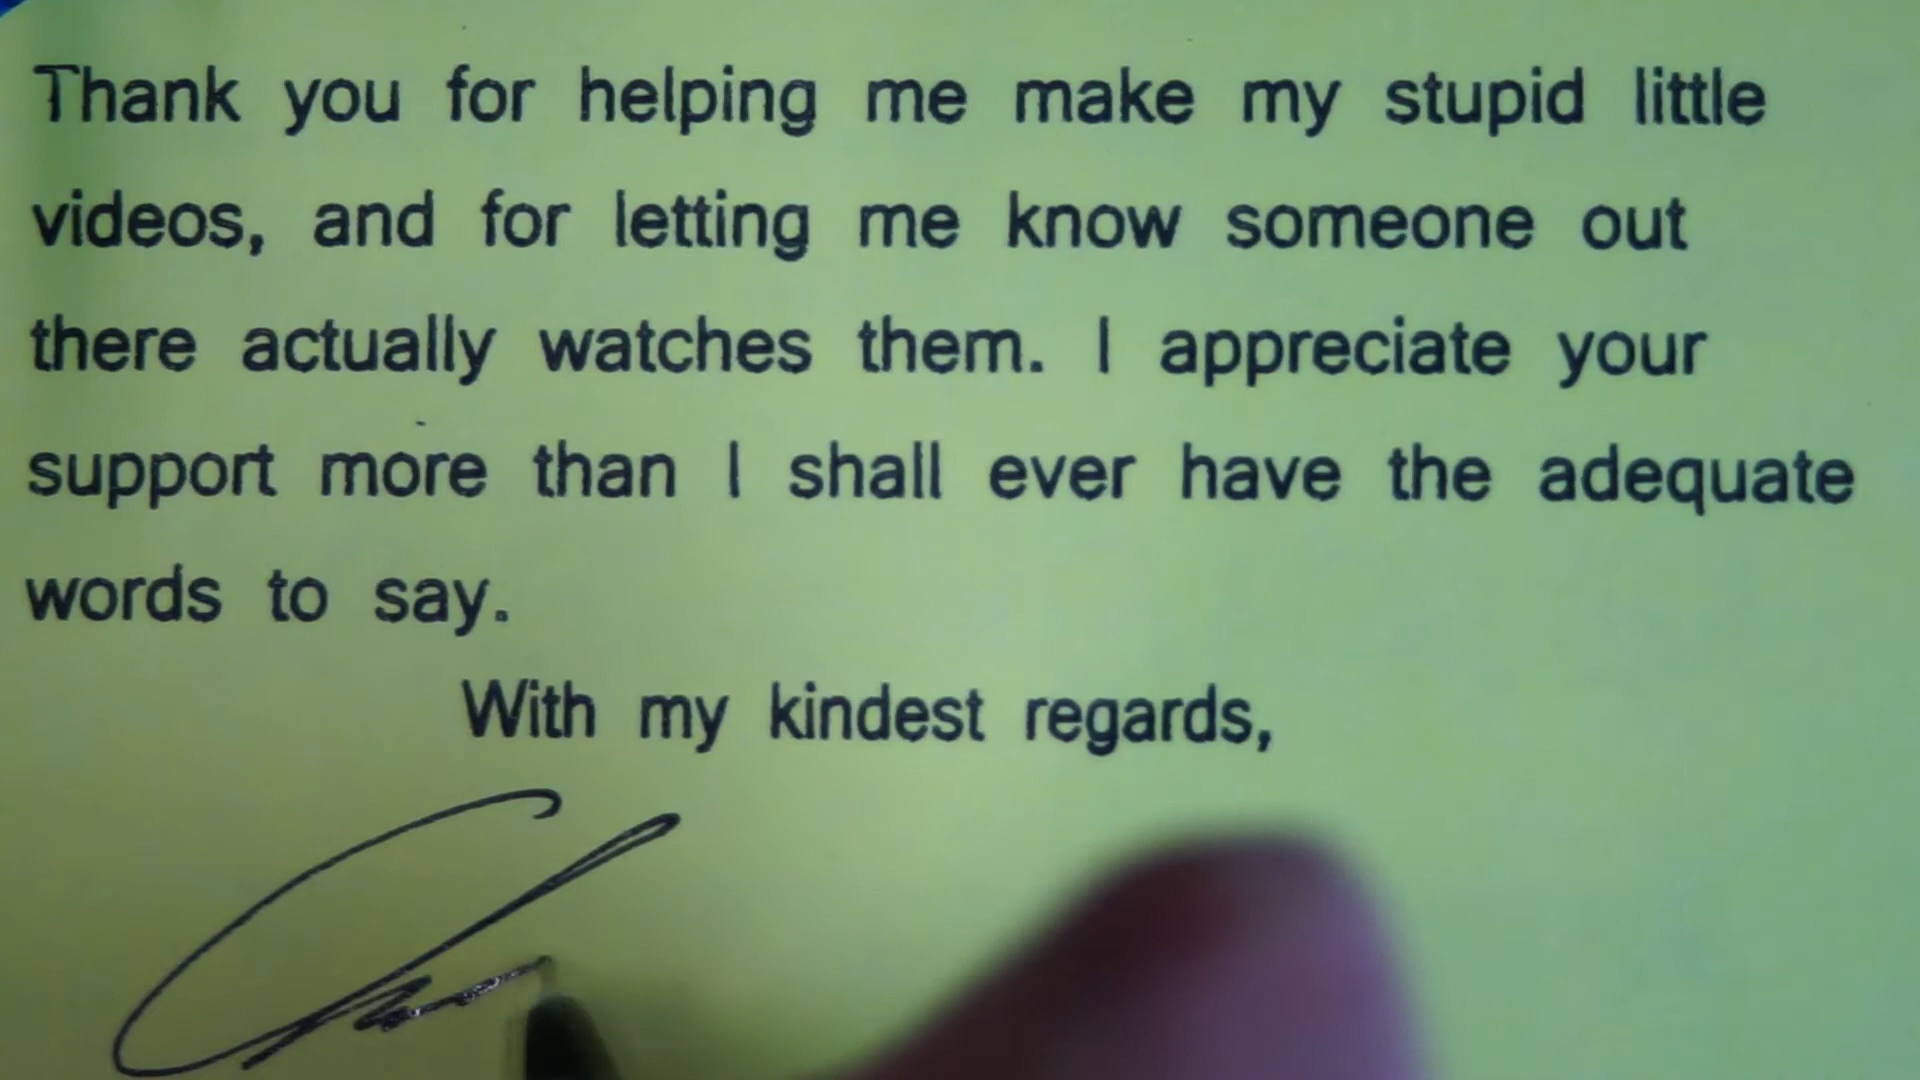 Thank you for helping me make my stupid little
videos, and for letting me know someone out
there actually watches them. I appreciate your
support more than I shall ever have the adequate
words to say.
With my kindest regards,